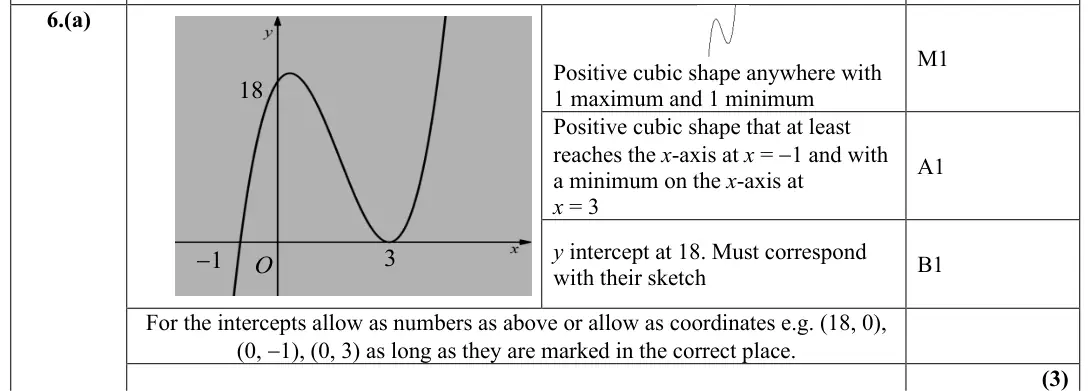 6.(a)
y
18
−1
O
3
x
Positive cubic shape anywhere with
1 maximum and 1 minimum
M1
Positive cubic shape that at least
reaches the x-axis at x = −1 and with
a minimum on the x-axis at
x = 3
A1
y intercept at 18. Must correspond
with their sketch
B1
For the intercepts allow as numbers as above or allow as coordinates e.g. (18, 0),
(0, −1), (0, 3) as long as they are marked in the correct place.
(3)